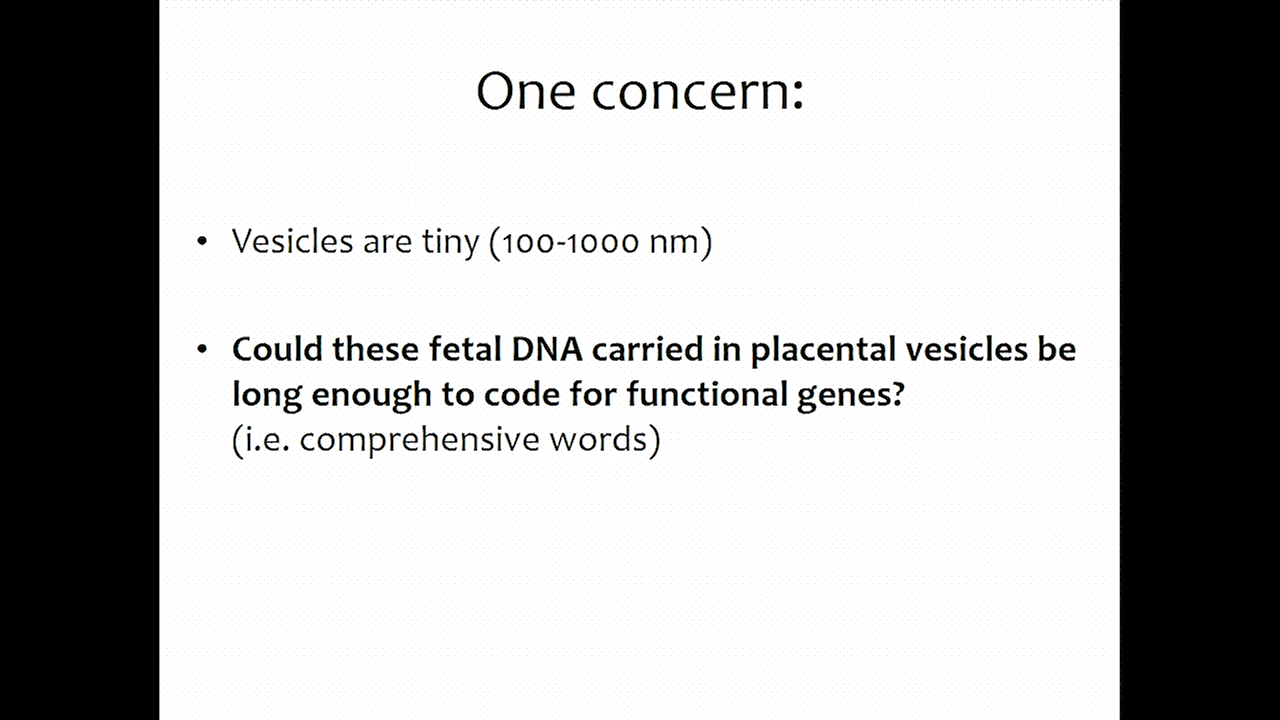 One concern:
• Vesicles are tiny (100-1000 nm)
• Could these fetal DNA carried in placental vesicles be
long enough to code for functional genes?
(i.e. comprehensive words)